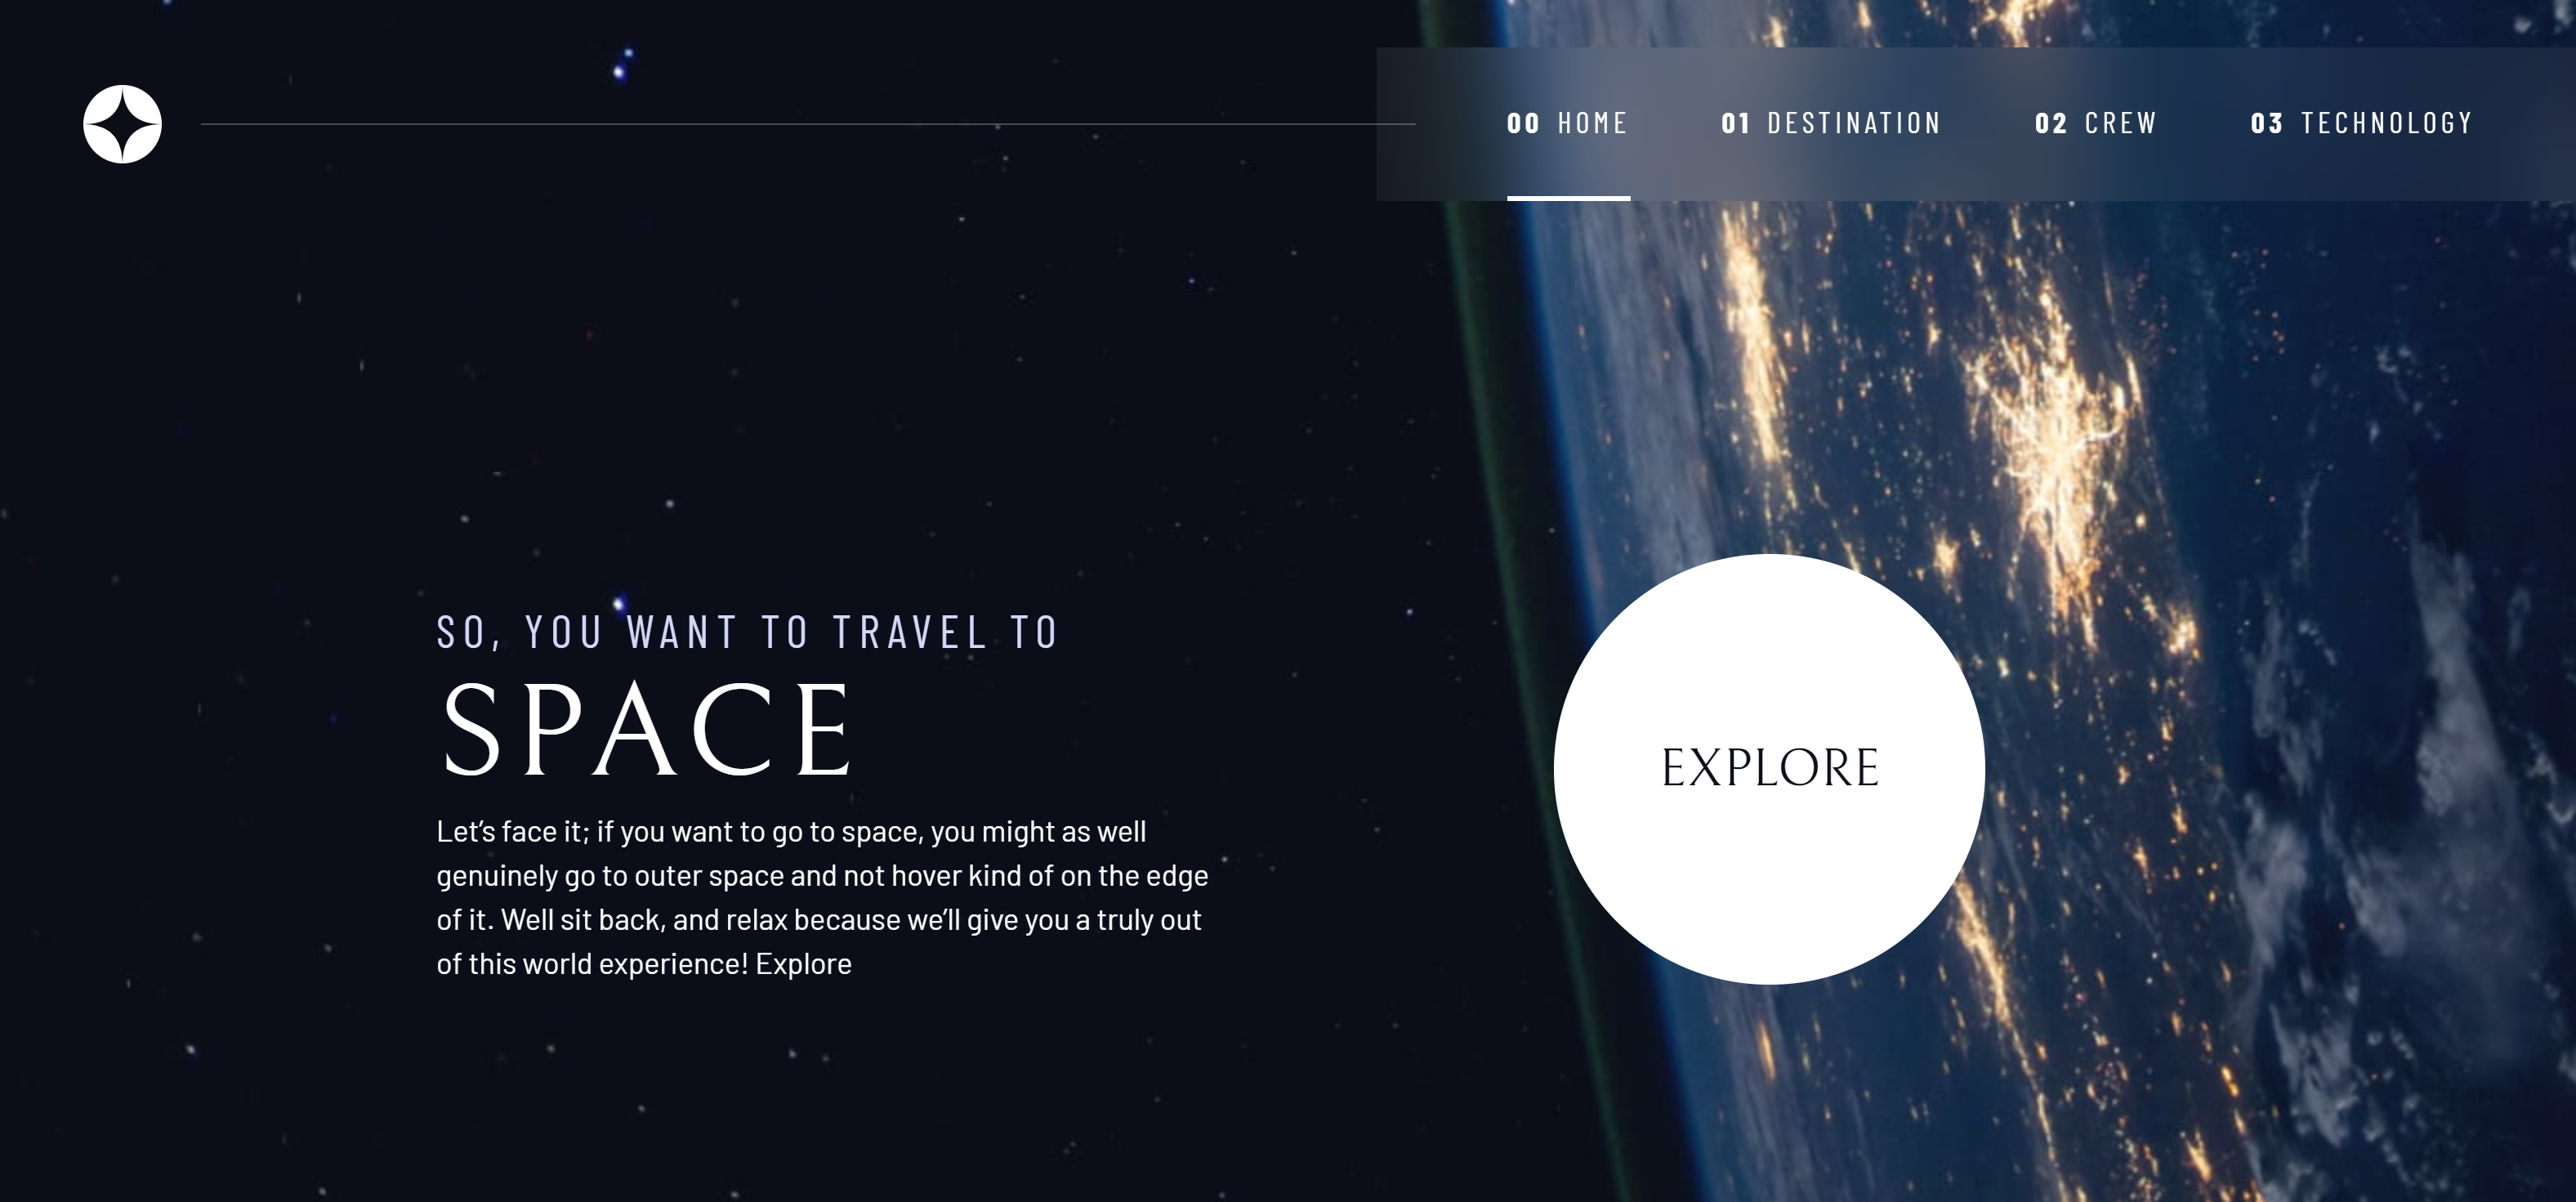 00 HOME 01 DESTINATION 02 CREW 03 TECHNOLOGY
SO, YOU WANT TO TRAVEL TO
SPACE
Let’s face it; if you want to go to space, you might as well
genuinely go to outer space and not hover kind of on the edge
of it. Well sit back, and relax because we’ll give you a truly out
of this world experience! Explore
EXPLORE